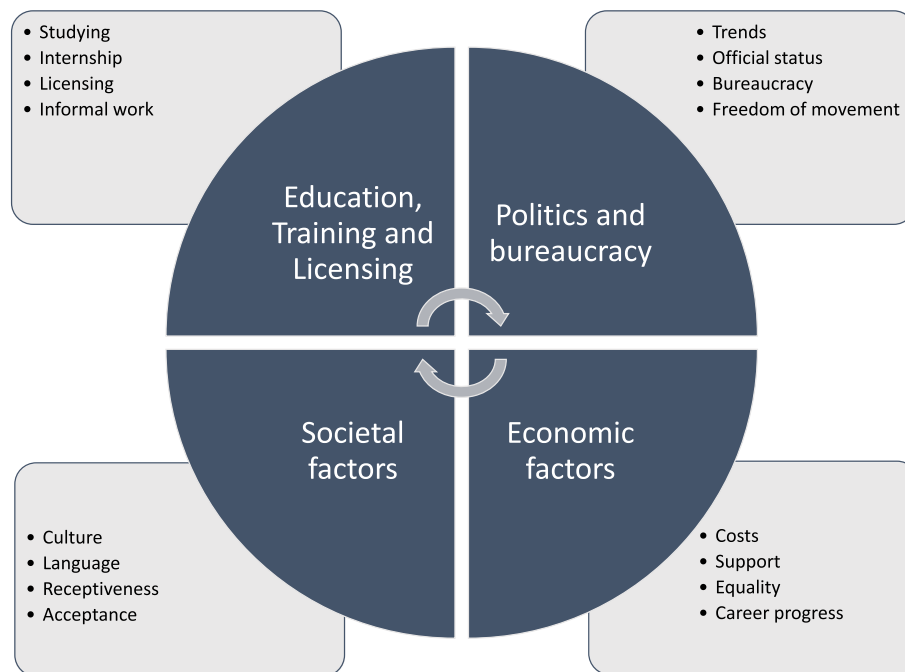 • Studying
• Internship
• Licensing
• Informal work
• Trends
• Official status
• Bureaucracy
• Freedom of movement
Education,
Training and
Licensing
Politics and
bureaucracy
Societal
factors
Economic
factors
• Culture
• Language
• Receptiveness
• Acceptance
• Costs
• Support
• Equality
• Career progress